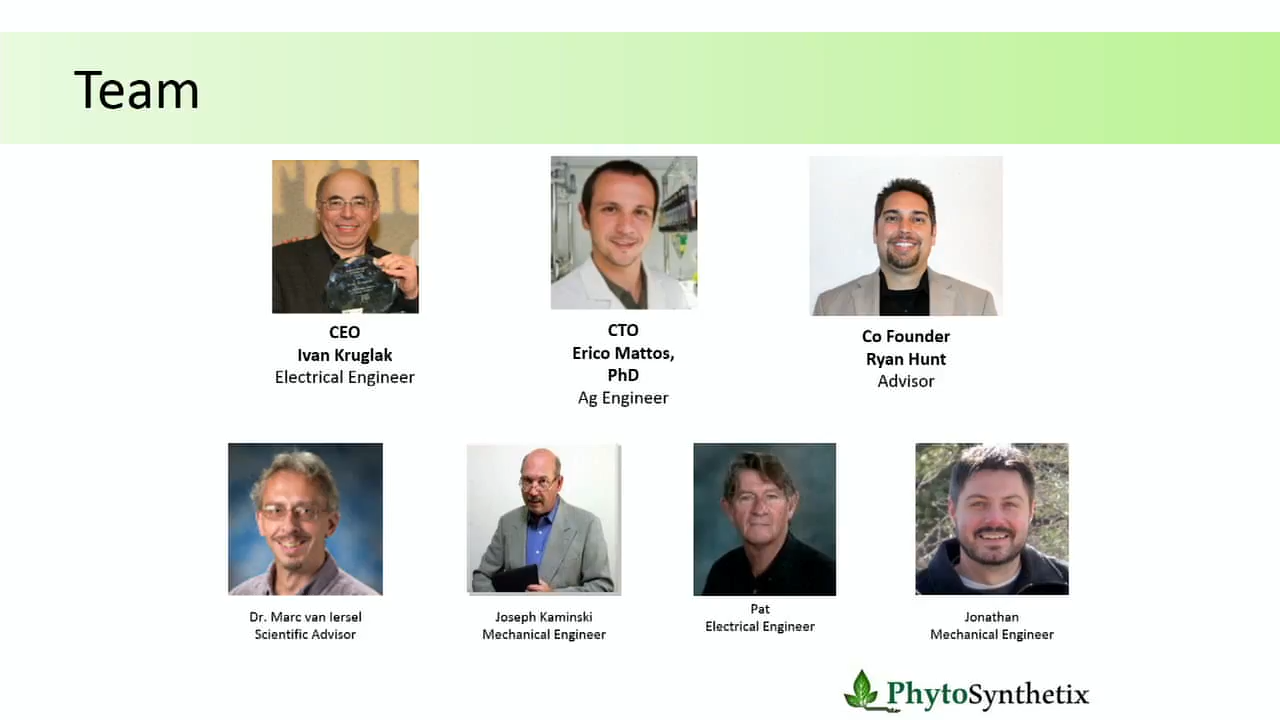 Team
CEO
Ivan Kruglak
Electrical Engineer
CTO
Erico Mattos,
PhD
Ag Engineer
Co Founder
Ryan Hunt
Advisor
Dr. Marc van Iersel
Scientific Advisor
Joseph Kaminski
Mechanical Engineer
Pat
Electrical Engineer
Jonathan
Mechanical Engineer
PhytoSynthetix